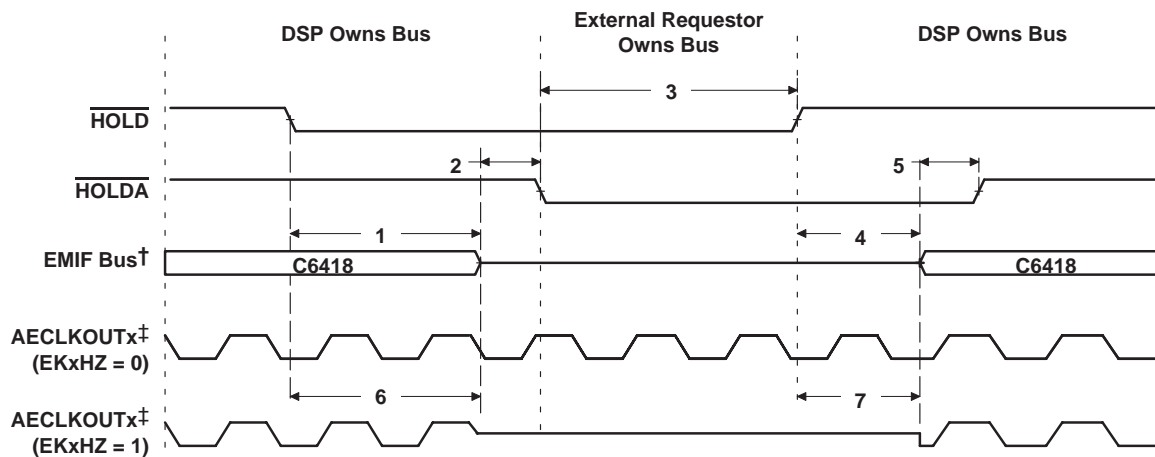 DSP Owns Bus
External Requestor
Owns Bus
DSP Owns Bus
3
HOLD
2
5
HOLDA
1
4
EMIF Bus†
C6418
C6418
AECLKOUTx‡
(EKxHZ = 0)
6
7
AECLKOUTx‡
(EKxHZ = 1)